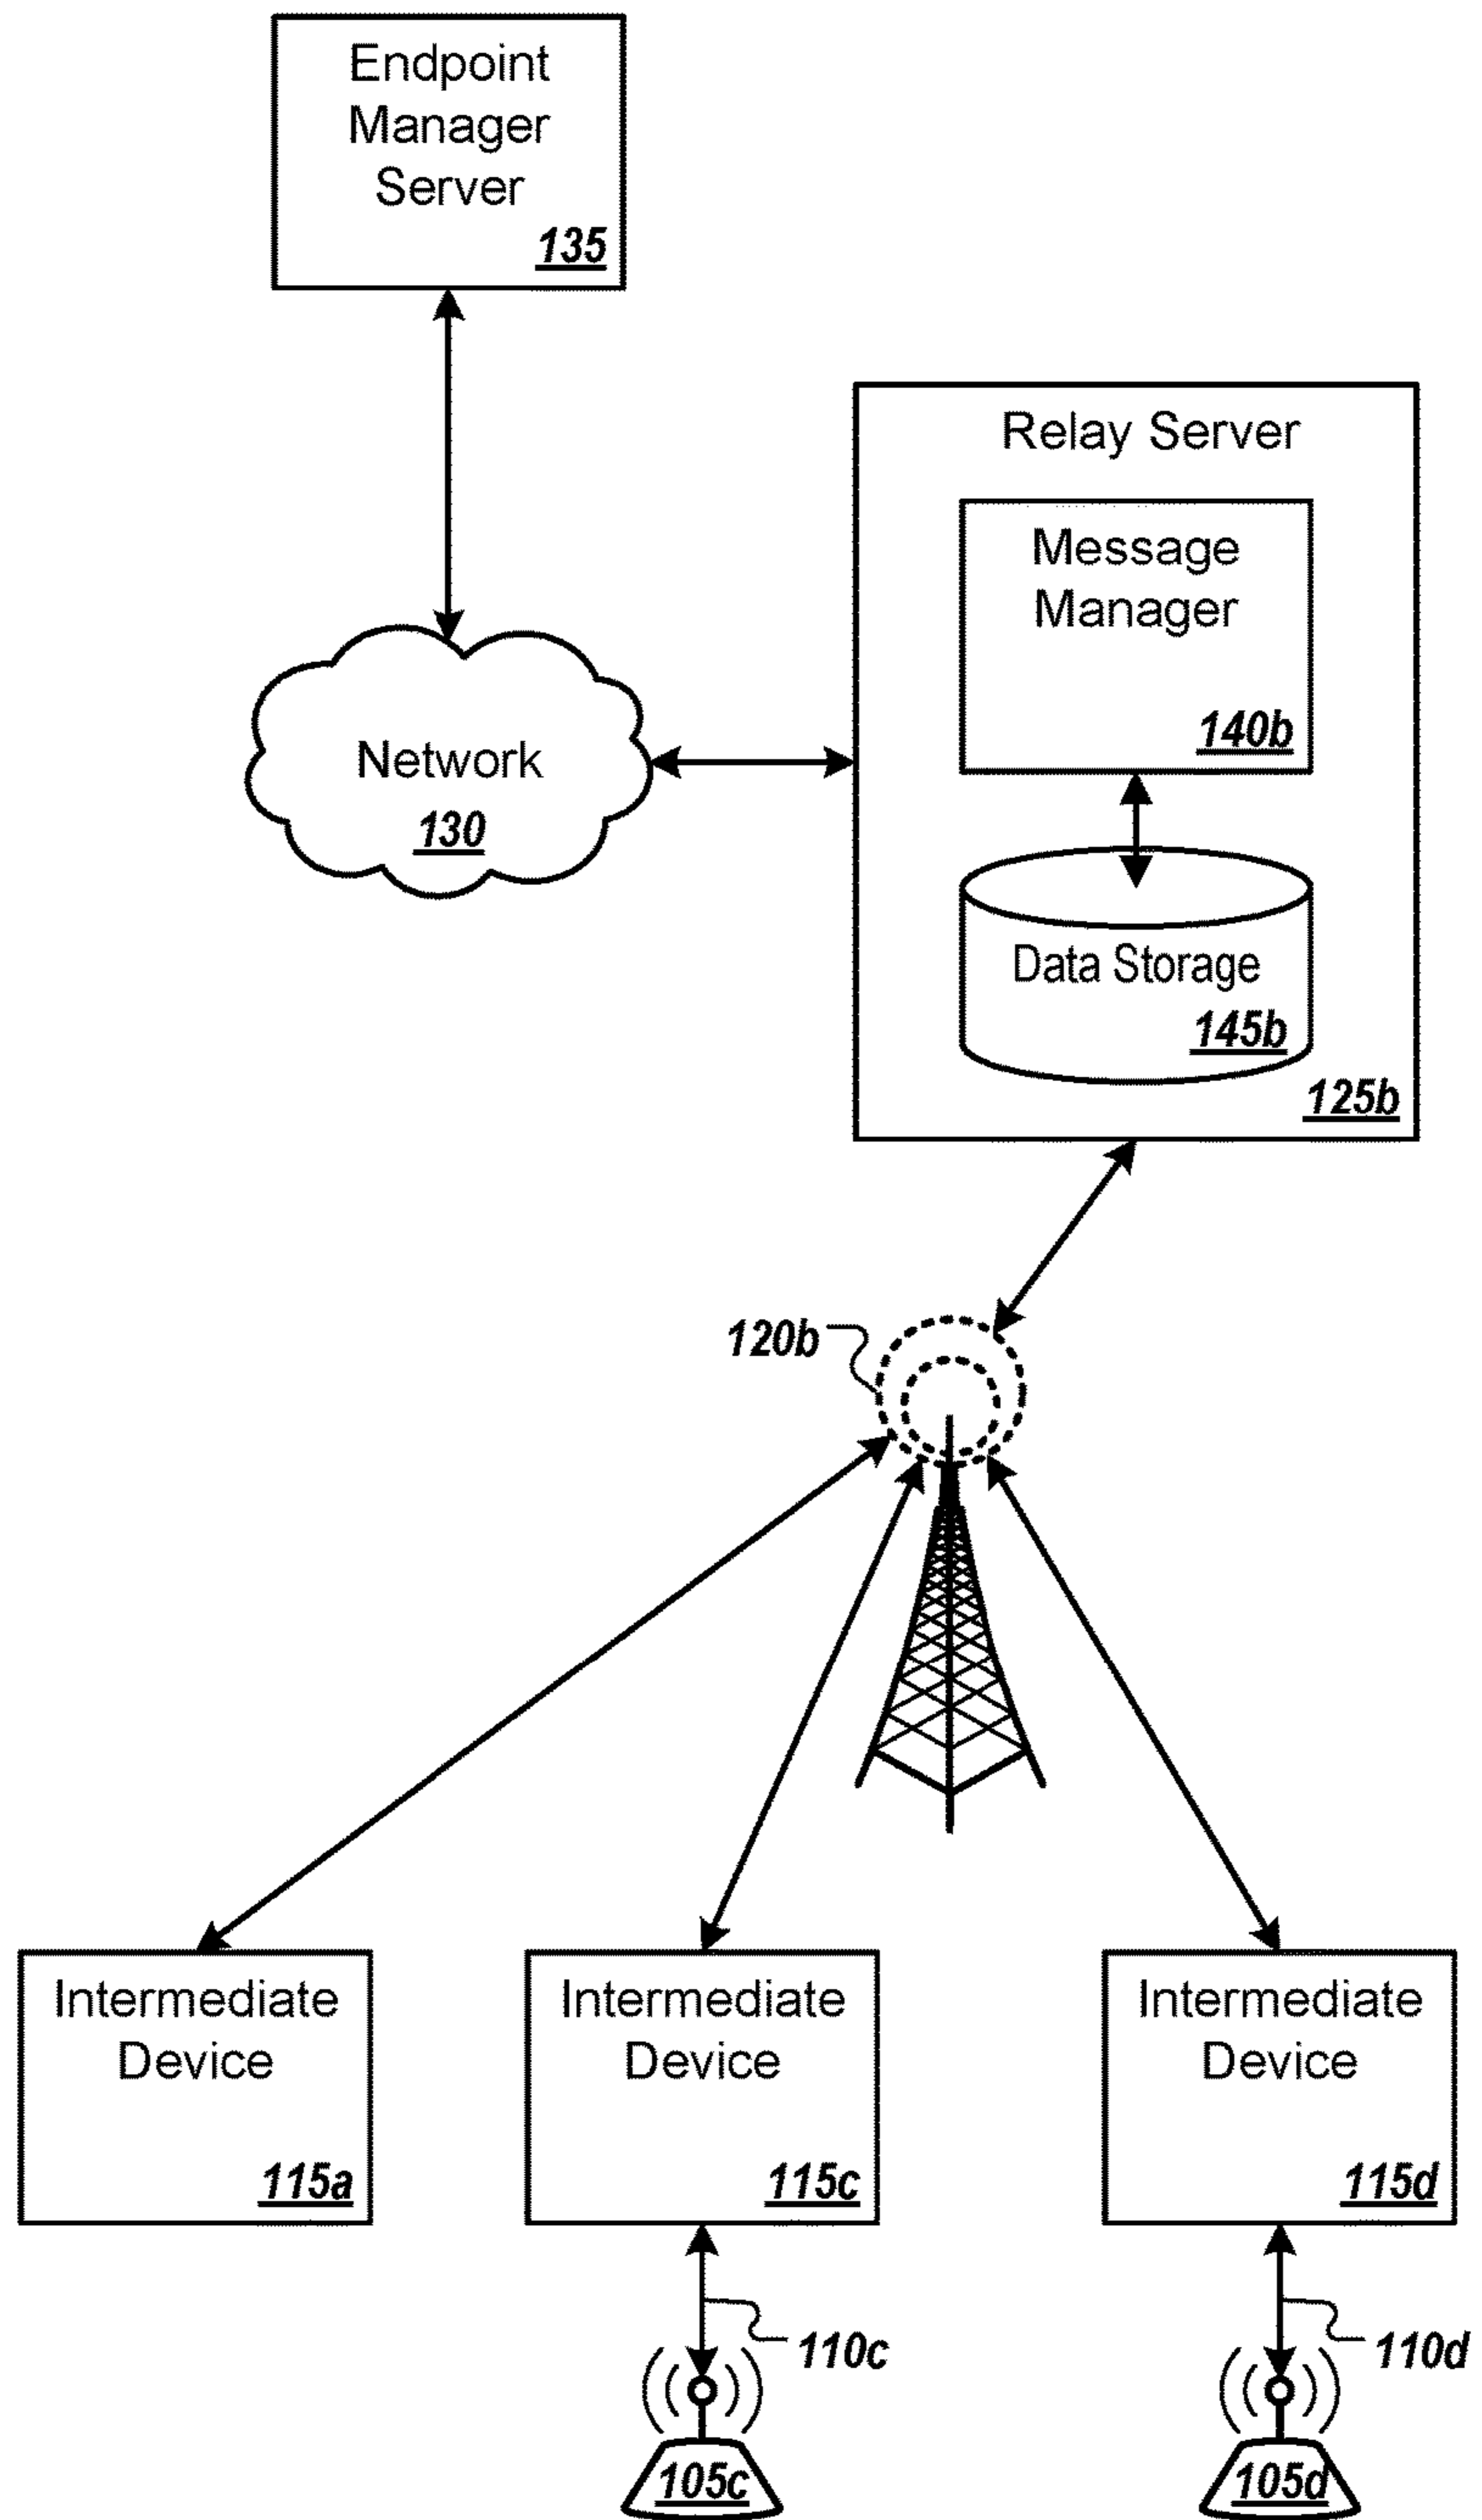 Endpoint
Manager
Server
135
Relay Server
Message
Manager
140b
Network
130
Data Storage
145b
125b
120b
Intermediate
Device
115a
Intermediate
Device
115c
Intermediate
Device
115d
110c
110d
105c
105d